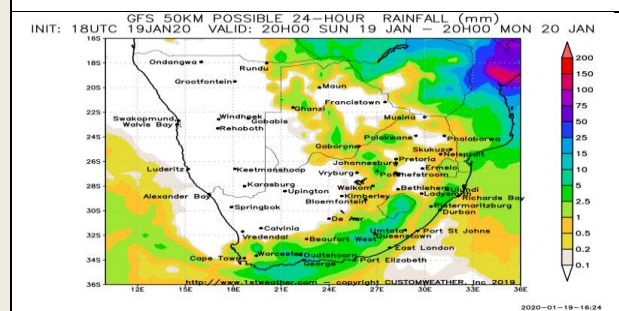 GFS 50KM POSSIBLE 24-HOUR RAINFALL (mm)
INIT: 18UTC 19JAN20 VALID: 20H00 SUN 19 JAN - 20H00 MON 20 JAN
16S
Ondangwa
Rundu
18S
Grootfontein
Maun
20S
Francistown
Ghanzi
22S
Swakopmund
Windhoek
Gobabis
Musina
Walvis Bay
Rehoboth
Polokwane
Phalaborwa
24S
Gaborone
Skukuza
Pretoria
Nelspruit
Johannesburg
26S
Luderitz
Keetmanshoop
Vryburg
Potchefstroom
Ermelo
Karasburg
Welkom
Bethlehem
Ulundi
28S
Alexander Bay
Upington
Kimberley
Ladysmith
Richards Bay
Bloemfontein
Pietermaritzburg
Springbok
Durban
30S
De Aar
Calvinia
Umtata
Port St Johns
Vredendal
Beaufort West
Queenstown
32S
East London
Cape Town
Worcester
Oudtshoorn
34S
George
Port Elizabeth
http://www.1stweather.com - copyright CUSTOMWEATHER, Inc 2019
36S
12E 15E 18E 21E 24E 27E 30E 33E 36E
200
150
100
75
50
25
15
10
5
2.5
1
0.5
0.2
0.1
2020-01-19-16:24